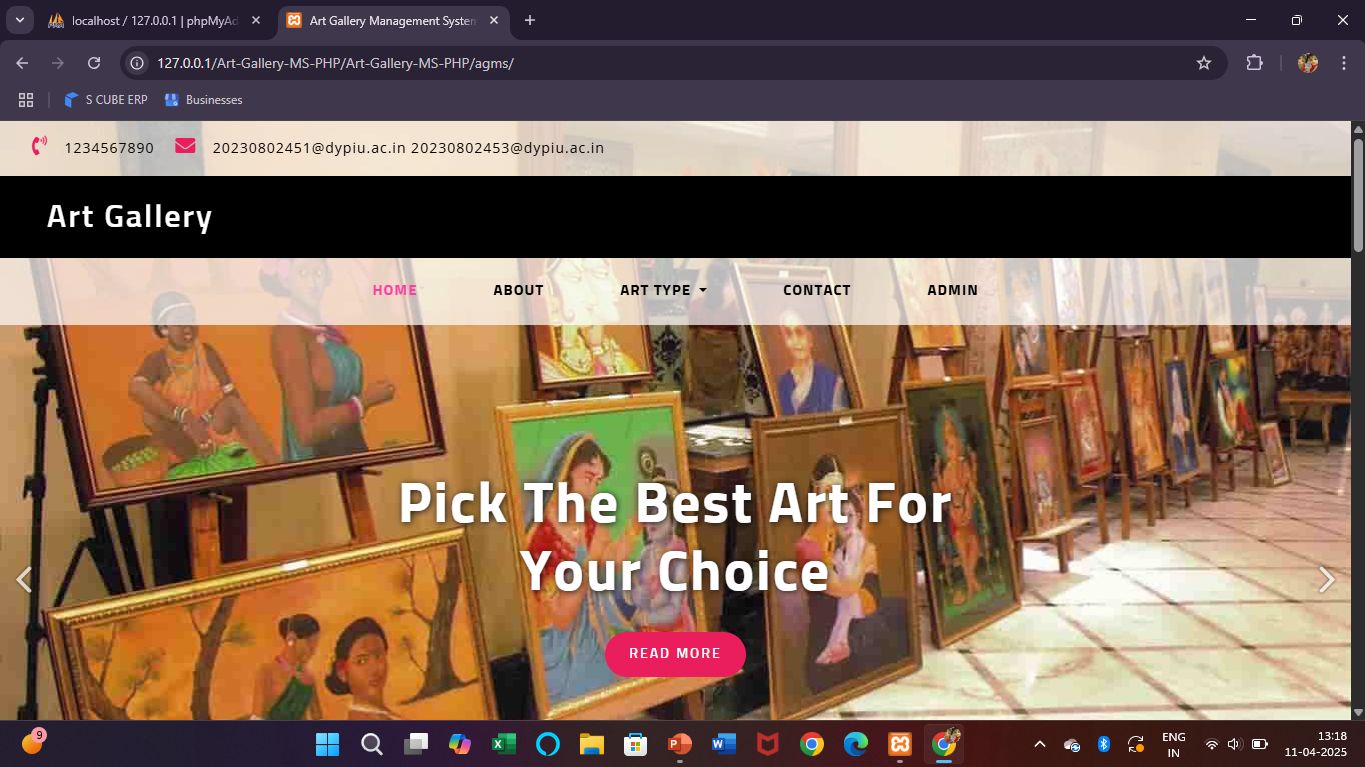 localhost / 127.0.0.1 | phpMyAd
Art Gallery Management System
127.0.0.1/Art-Gallery-MS-PHP/Art-Gallery-MS-PHP/agms/
S CUBE ERP Businesses
1234567890 20230802451@dypiu.ac.in 20230802453@dypiu.ac.in
Art Gallery
HOME ABOUT ART TYPE CONTACT ADMIN
Pick The Best Art For
Your Choice
READ MORE
9
ENG
IN
13:18
11-04-2025